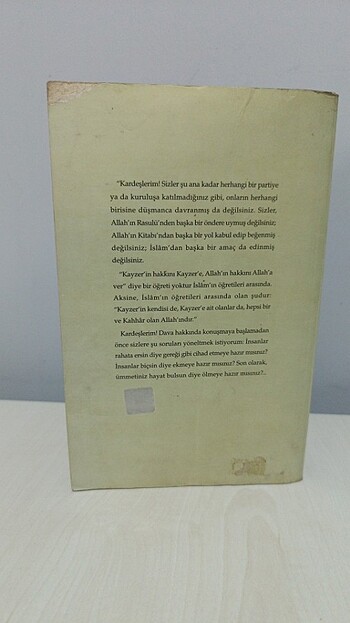 "Kardeşlerim! Sizler şu ana kadar herhangi bir partiye
ya da kuruluşa katılmadığınız gibi, onların herhangi
birisine düşmanca davranmış da değilsiniz. Sizler,
Allah'ın Rasulü'nden başka bir öndere uymuş değilsiniz;
Allah'ın Kitabı'ndan başka bir yol kabul edip beğenmiş
değilsiniz; İslâm'dan başka bir amaç da edinmiş
değilsiniz.
"Kayzer'in hakkını Kayzer'e, Allah'ın hakkını Allah'a
ver" diye bir öğreti yoktur İslâm'ın öğretileri arasında.
Aksine, İslâm'ın öğretileri arasında olan şudur:
"Kayzer'in kendisi de, Kayzer'e ait olanlar da, hepsi bir
ve Kahhâr olan Allah'ındır."
Kardeşlerim! Dava hakkında konuşmaya başlamadan
önce sizlere şu soruları yöneltmek istiyorum: İnsanlar
rahata ersin diye gereği gibi cihad etmeye hazır mısınız?
İnsanlar biçsin diye ekmeye hazır mısınız? Son olarak,
ümmetiniz hayat bulsun diye ölmeye hazır mısınız?..